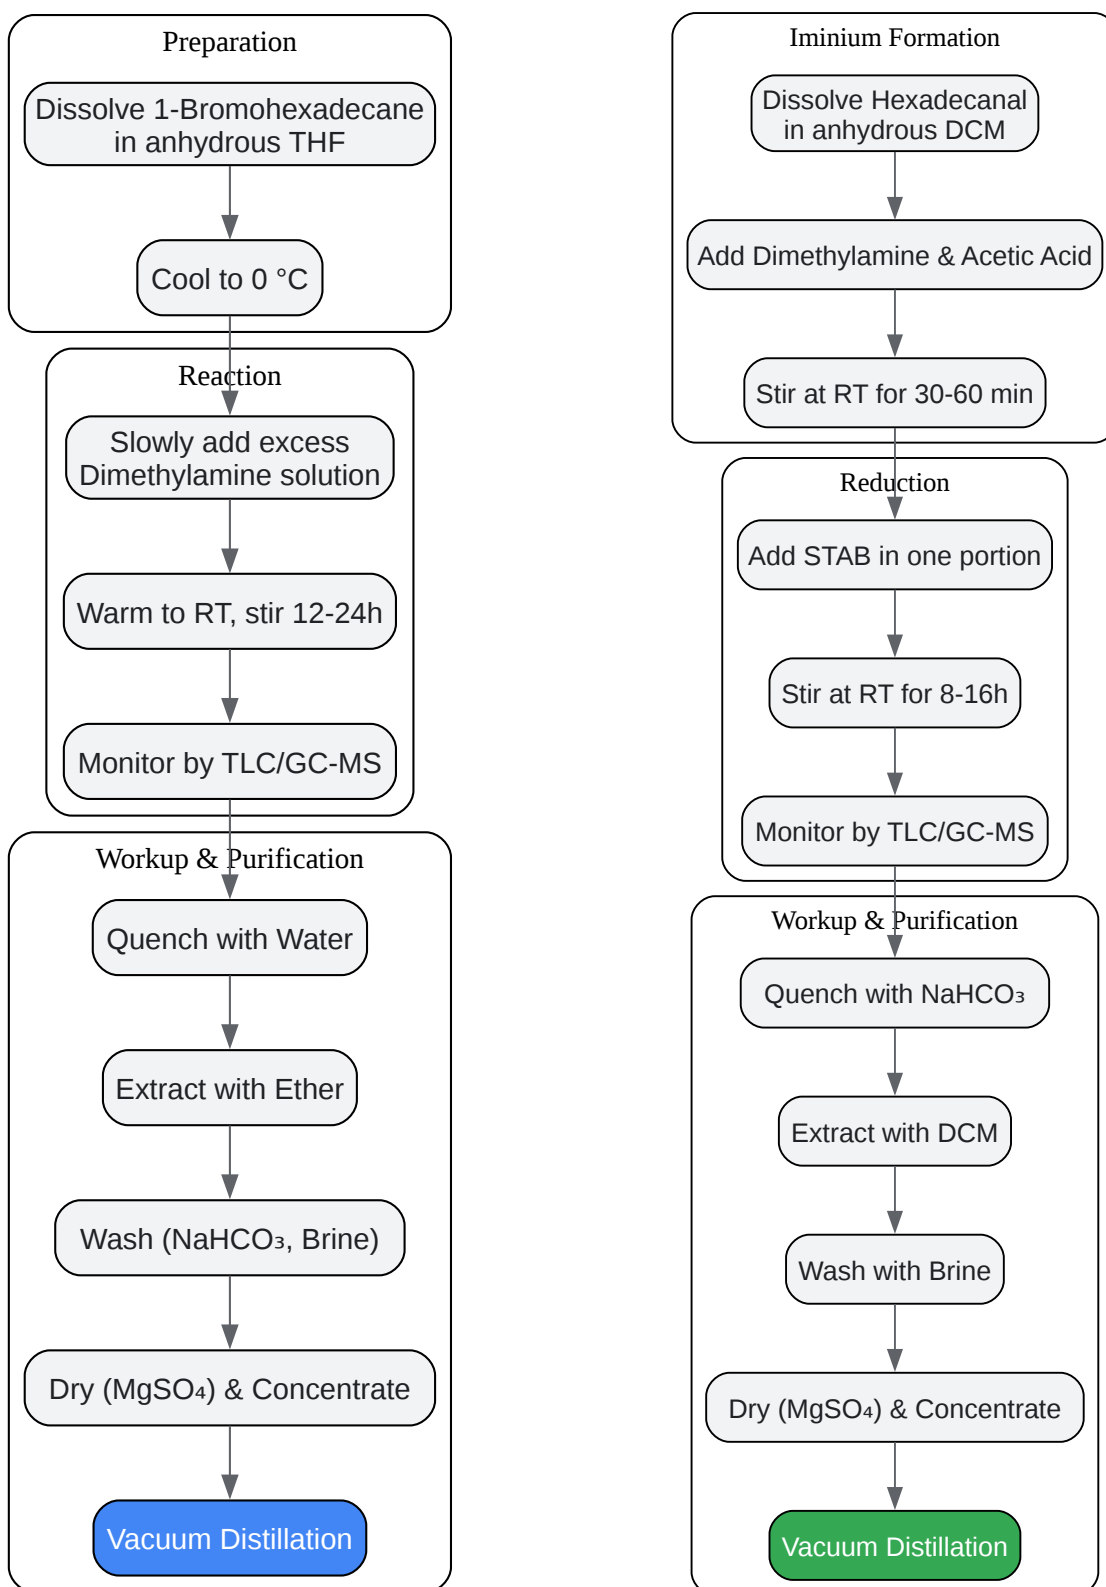 Preparation
Dissolve 1-Bromohexadecane
in anhydrous THF
Cool to 0 °C
Reaction
Slowly add excess
Dimethylamine solution
Warm to RT, stir 12-24h
Monitor by TLC/GC-MS
Workup & Purification
Quench with Water
Extract with Ether
Wash (NaHCO₃, Brine)
Dry (MgSO₄) & Concentrate
Vacuum Distillation
Iminium Formation
Dissolve Hexadecanal
in anhydrous DCM
Add Dimethylamine & Acetic Acid
Stir at RT for 30-60 min
Reduction
Add STAB in one portion
Stir at RT for 8-16h
Monitor by TLC/GC-MS
Workup & Purification
Quench with NaHCO₃
Extract with DCM
Wash with Brine
Dry (MgSO₄) & Concentrate
Vacuum Distillation